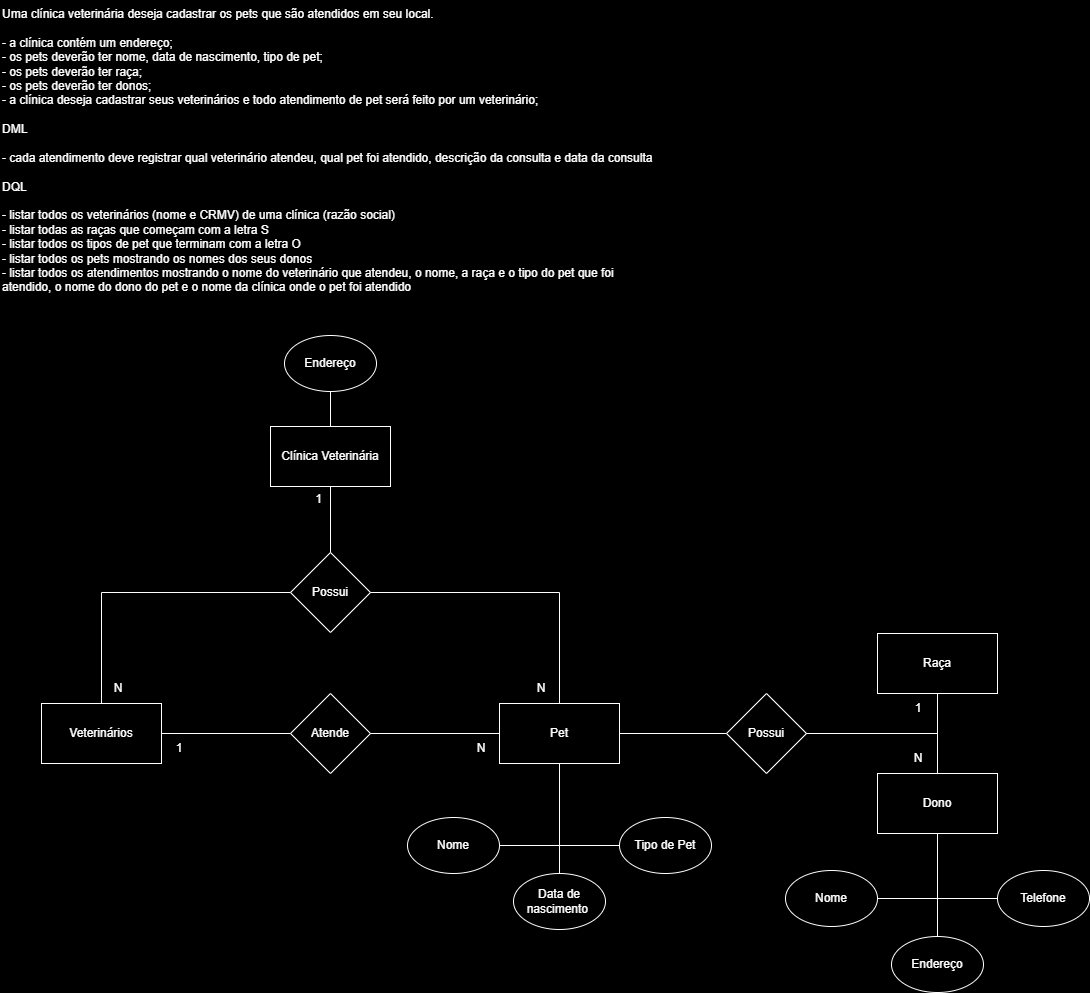 Uma clínica veterinária deseja cadastrar os pets que são atendidos em seu local.
- a clínica contém um endereço;
- os pets deverão ter nome, data de nascimento, tipo de pet;
- os pets deverão ter raça;
- os pets deverão ter donos;
- a clínica deseja cadastrar seus veterinários e todo atendimento de pet será feito por um veterinário;
DML
- cada atendimento deve registrar qual veterinário atendeu, qual pet foi atendido, descrição da consulta e data da consulta
DQL
- listar todos os veterinários (nome e CRMV) de uma clínica (razão social)
- listar todas as raças que começam com a letra S
- listar todos os tipos de pet que terminam com a letra O
- listar todos os pets mostrando os nomes dos seus donos
- listar todos os atendimentos mostrando o nome do veterinário que atendeu, o nome, a raça e o tipo do pet que foi
atendido, o nome do dono do pet e o nome da clínica onde o pet foi atendido
Endereço
Clínica Veterinária
1
Possui
N
N
Raça
1
Veterinários
1
Atende
N
Pet
Possui
N
Dono
Nome
Tipo de Pet
Data de
nascimento
Nome
Telefone
Endereço